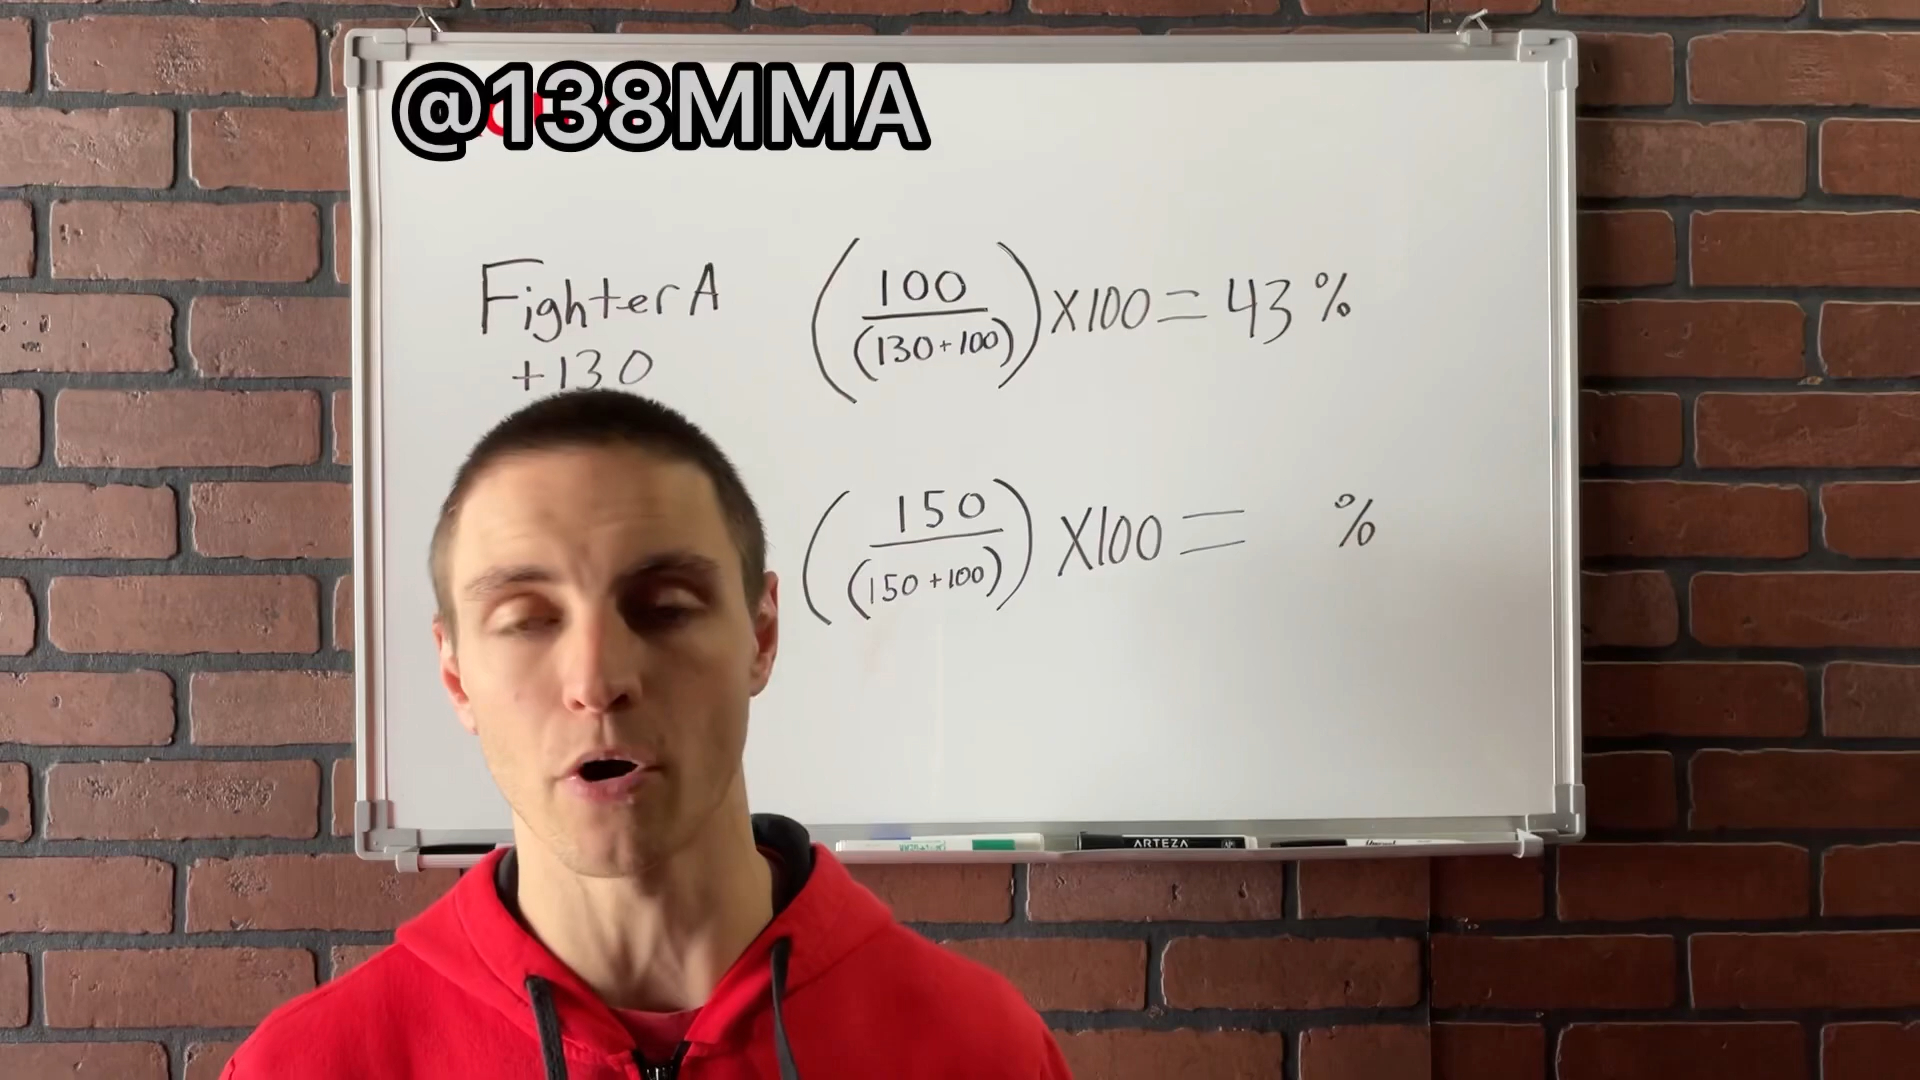 @138MMA
Fighter A
+130
(100/(130+100)) X100 = 43 %
(150/(150+100)) X100 = %
ARTEZA